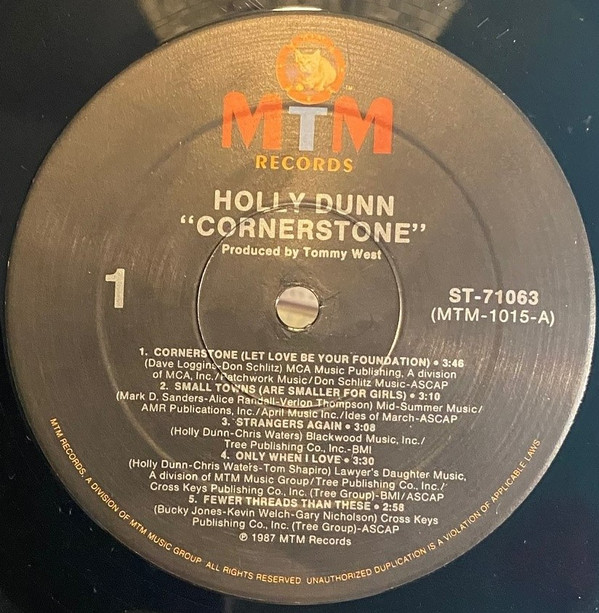 MTM
TM
RECORDS
HOLLY DUNN
"CORNERSTONE"
Produced by Tommy West
1
ST-71063
(MTM-1015-A)
1. CORNERSTONE (LET LOVE BE YOUR FOUNDATION) • 3:46
(Dave Loggins-Don Schlitz) MCA Music Publishing, A division
of MCA, Inc./Patchwork Music/Don Schlitz Music-ASCAP
2. SMALL TOWNS (ARE SMALLER FOR GIRLS) • 3:10
(Mark D. Sanders-Alice Randall-Verlon Thompson) Mid-Summer Music/
AMR Publications, Inc./April Music Inc./Ides of March-ASCAP
3. STRANGERS AGAIN • 3:08
(Holly Dunn-Chris Waters) Blackwood Music, Inc./
Tree Publishing Co., Inc.-BMI
4. ONLY WHEN I LOVE • 3:30
(Holly Dunn-Chris Waters-Tom Shapiro) Lawyer's Daughter Music,
A division of MTM Music Group/Tree Publishing Co., Inc./
Cross Keys Publishing Co., Inc. (Tree Group)-BMI/ASCAP
5. FEWER THREADS THAN THESE • 2:58
(Bucky Jones-Kevin Welch-Gary Nicholson) Cross Keys
Publishing Co., Inc. (Tree Group)-ASCAP
℗ 1987 MTM Records
MTM RECORDS, A DIVISION OF MTM MUSIC GROUP. ALL RIGHTS RESERVED. UNAUTHORIZED DUPLICATION IS A VIOLATION OF APPLICABLE LAWS